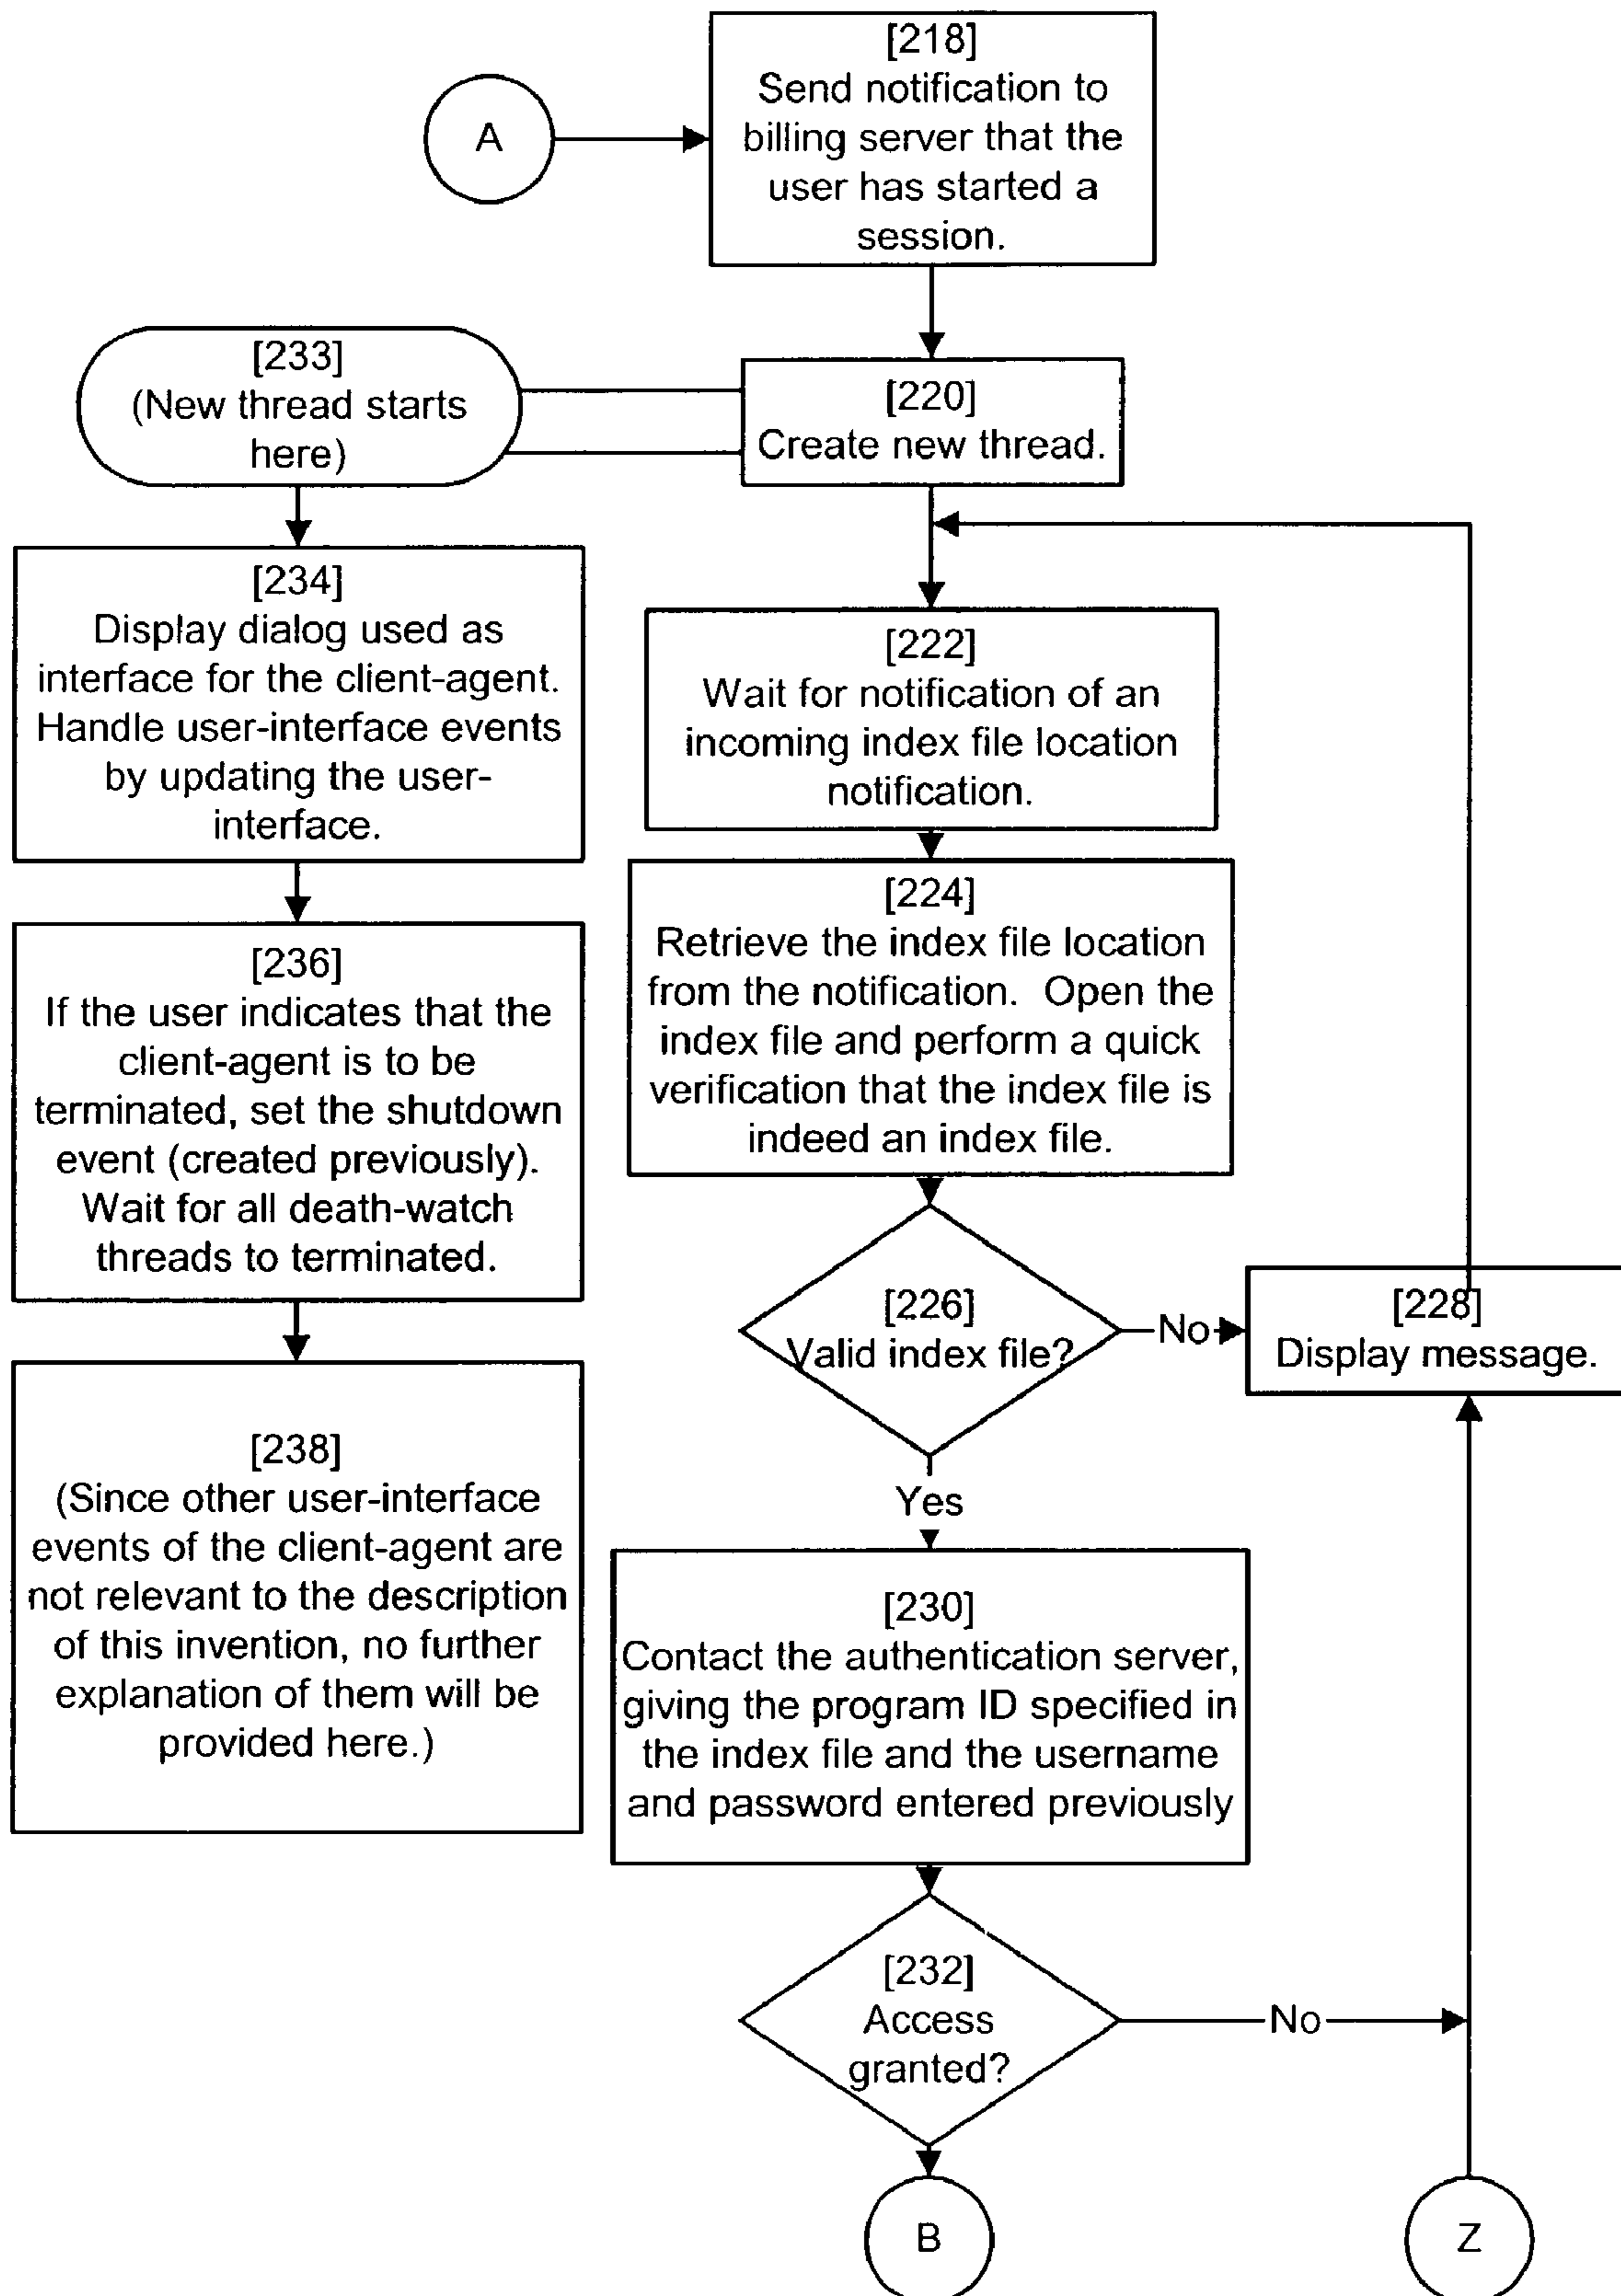 [218]
Send notification to
billing server that the
user has started a
session.
A
[233]
(New thread starts
here)
[220]
Create new thread.
[234]
Display dialog used as
interface for the client-agent.
Handle user-interface events
by updating the user-
interface.
[222]
Wait for notification of an
incoming index file location
notification.
[224]
Retrieve the index file location
from the notification. Open the
index file and perform a quick
verification that the index file is
indeed an index file.
[236]
If the user indicates that the
client-agent is to be
terminated, set the shutdown
event (created previously).
Wait for all death-watch
threads to terminated.
[226]
Valid index file?
No
[228]
Display message.
Yes
[238]
(Since other user-interface
events of the client-agent are
not relevant to the description
of this invention, no further
explanation of them will be
provided here.)
[230]
Contact the authentication server,
giving the program ID specified in
the index file and the username
and password entered previously
[232]
Access
granted?
No
B
Z